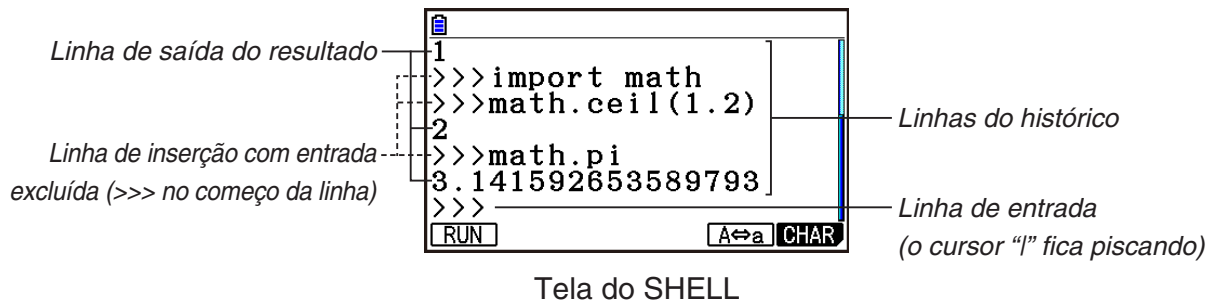 Linha de saída do resultado
1
>>>import math
>>>math.ceil(1.2)
2
>>>math.pi
3.141592653589793
>>>
RUN
A⇔a
CHAR
Linha de inserção com entrada
excluída (>>> no começo da linha)
Linhas do histórico
Linha de entrada
(o cursor “|” fica piscando)
Tela do SHELL